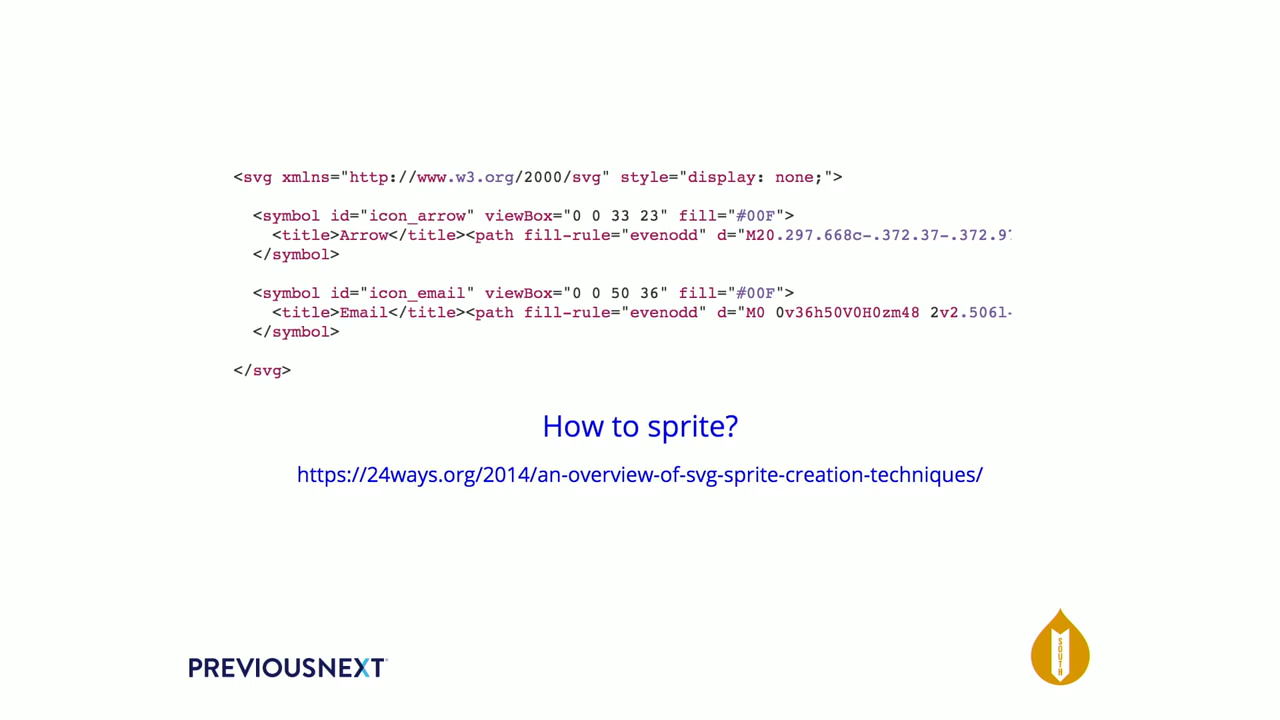 <svg xmlns="http://www.w3.org/2000/svg" style="display: none;">
<symbol id="icon_arrow" viewBox="0 0 33 23" fill="#00F">
<title>Arrow</title><path fill-rule="evenodd" d="M20.297.668c-.372.37-.372.97
</symbol>
<symbol id="icon_email" viewBox="0 0 50 36" fill="#00F">
<title>Email</title><path fill-rule="evenodd" d="M0 0v36h50V0H0zm48 2v2.506l-
</symbol>
</svg>
How to sprite?
https://24ways.org/2014/an-overview-of-svg-sprite-creation-techniques/
PREVIOUSNEXT
SOUTH